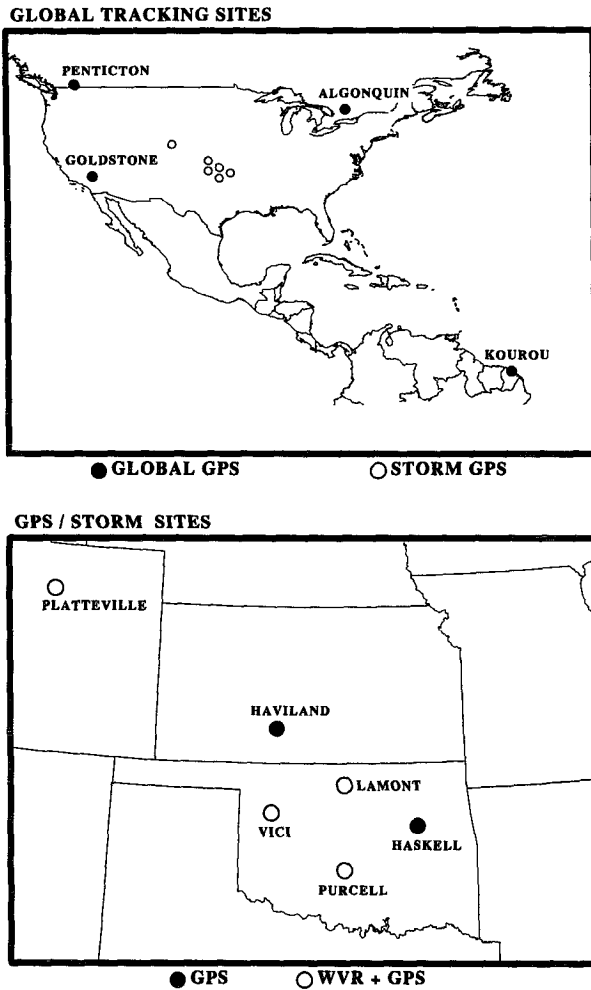 GLOBAL TRACKING SITES
PENTICTON
ALGONQUIN
GOLDSTONE
KOUROU
GLOBAL GPS
STORM GPS
GPS / STORM SITES
PLATTEVILLE
HAVILAND
LAMONT
VICI
HASKELL
PURCELL
GPS
WVR + GPS